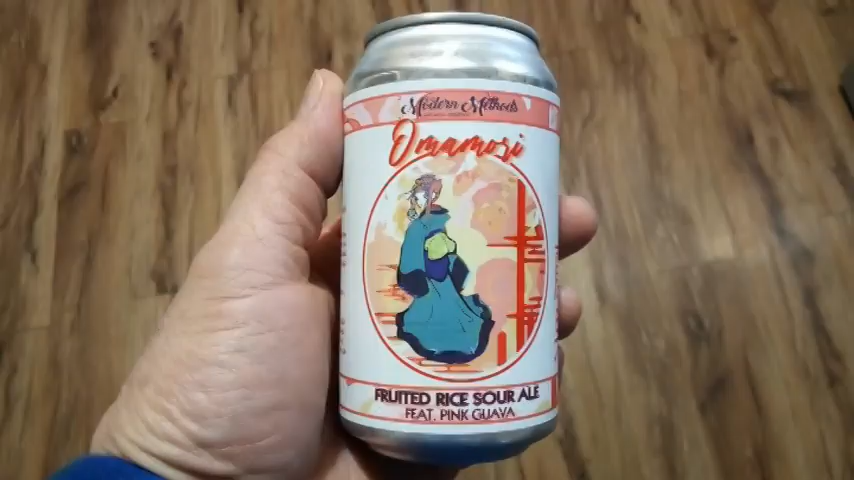 Modern Methods
Omamori
FRUITED RICE SOUR ALE
FEAT. PINK GUAVA